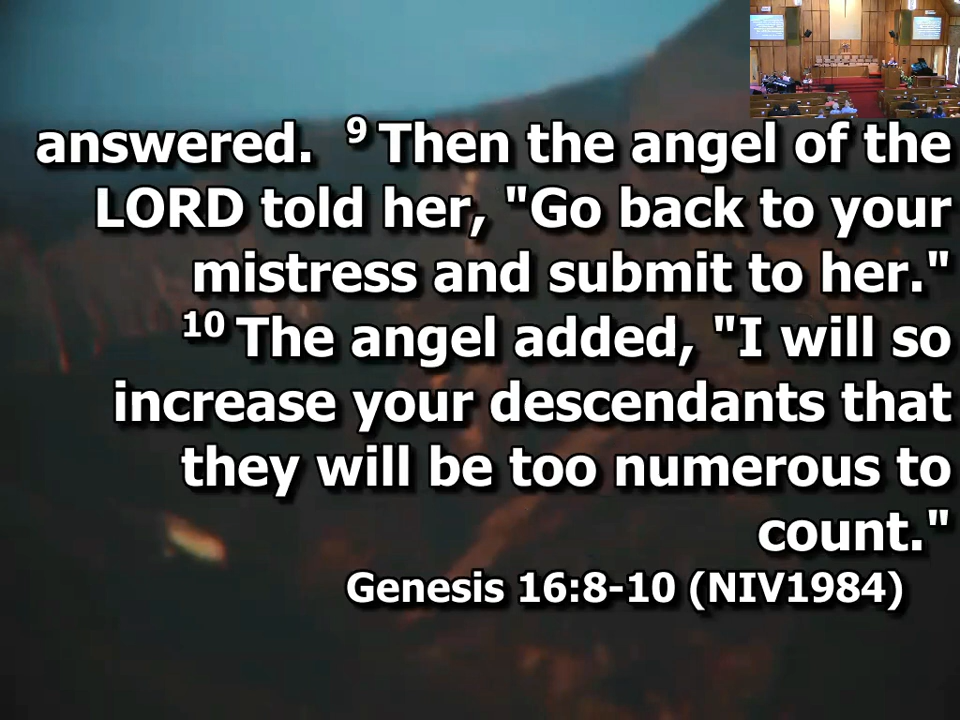 answered. 9 Then the angel of the
LORD told her, "Go back to your
mistress and submit to her."
10 The angel added, "I will so
increase your descendants that
they will be too numerous to
count."
Genesis 16:8-10 (NIV1984)